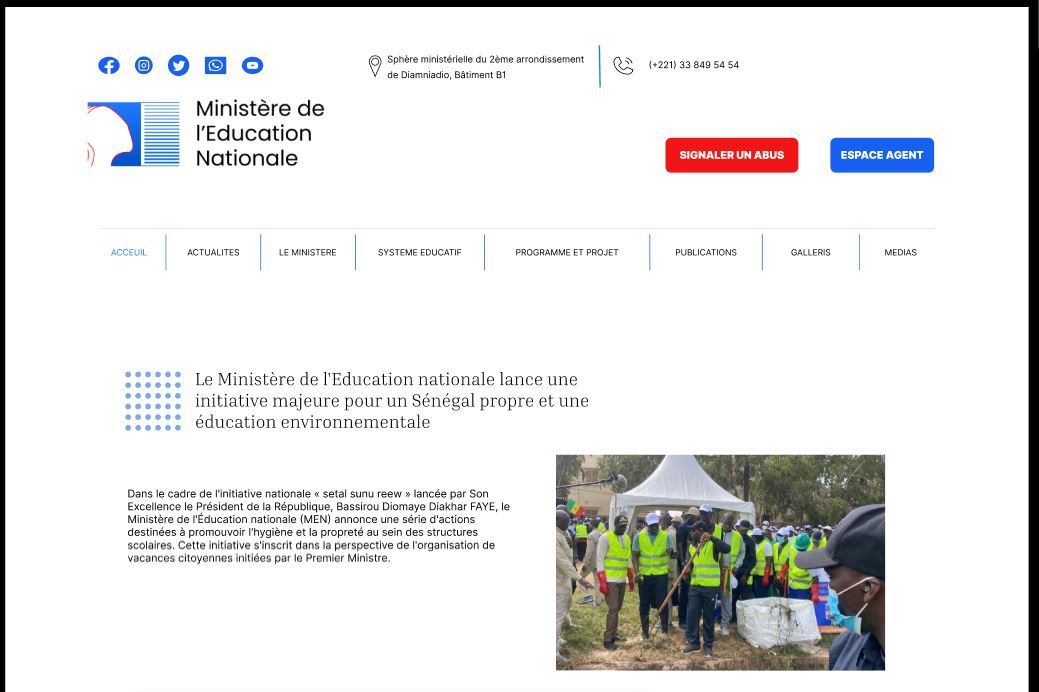 Sphère ministérielle du 2ème arrondissement
de Diamniadio, Bâtiment B1
(+221) 33 849 54 54
Ministère de
l'Education
Nationale
SIGNALER UN ABUS
ESPACE AGENT
ACCEUIL
ACTUALITES
LE MINISTERE
SYSTEME EDUCATIF
PROGRAMME ET PROJET
PUBLICATIONS
GALLERIS
MEDIAS
Le Ministère de l'Education nationale lance une
initiative majeure pour un Sénégal propre et une
éducation environnementale
Dans le cadre de l'initiative nationale « setal sunu reew » lancée par Son
Excellence le Président de la République, Bassirou Diomaye Diakhar FAYE, le
Ministère de l'Éducation nationale (MEN) annonce une série d'actions
destinées à promouvoir l'hygiène et la propreté au sein des structures
scolaires. Cette initiative s'inscrit dans la perspective de l'organisation de
vacances citoyennes initiées par le Premier Ministre.